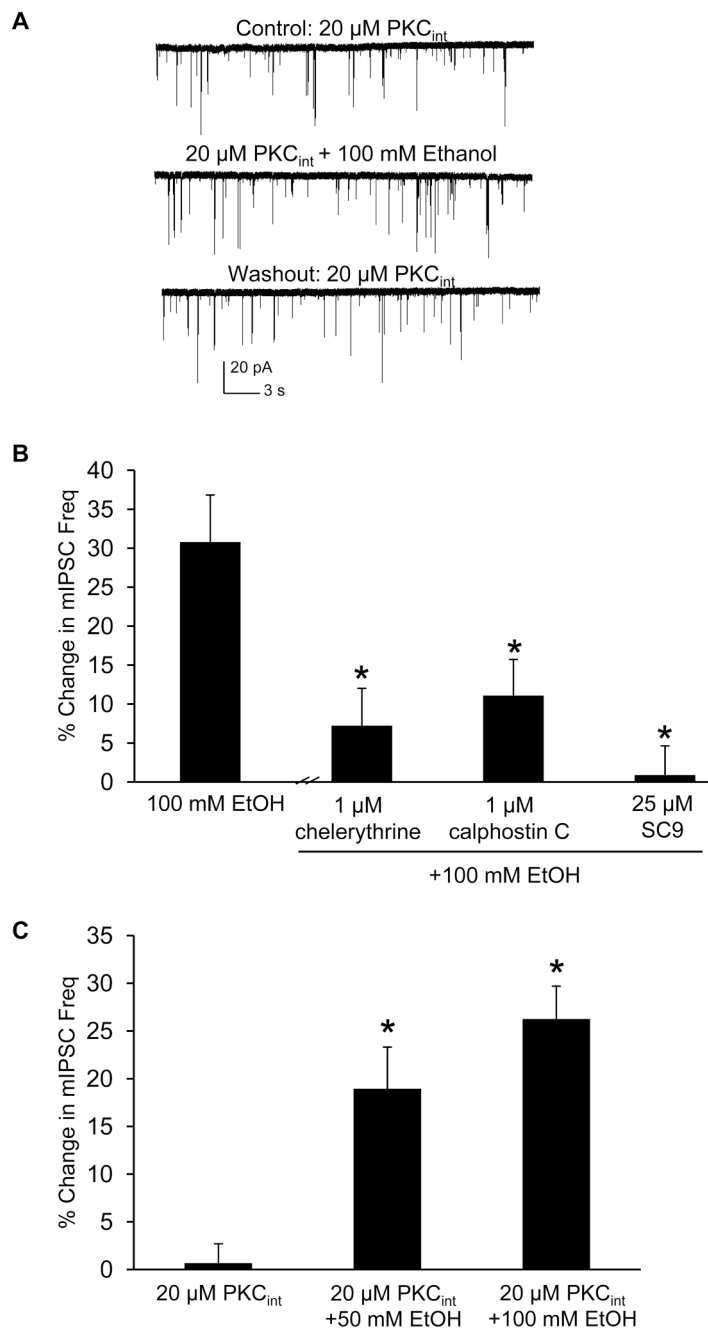 A
Control: 20 µM PKCint
20 µM PKCint + 100 mM Ethanol
Washout: 20 µM PKCint
20 pA
3 s
B
% Change in mIPSC Freq
40
35
30
25
20
15
10
5
0
*
*
*
100 mM EtOH
1 µM
chelerythrine
1 µM
calphostin C
25 µM
SC9
+100 mM EtOH
C
% Change in mIPSC Freq
35
30
25
20
15
10
5
0
*
*
20 µM PKCint
20 µM PKCint
+50 mM EtOH
20 µM PKCint
+100 mM EtOH